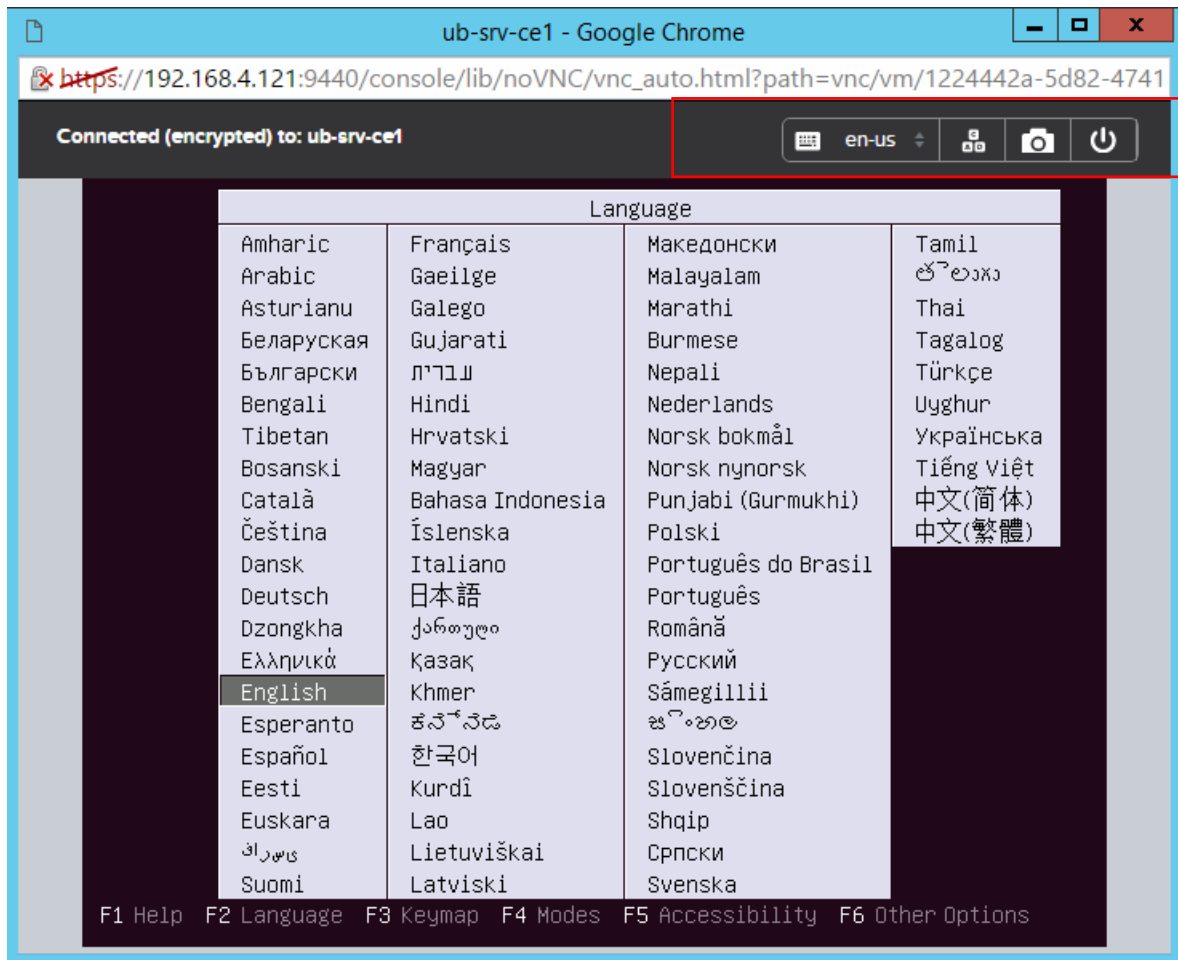 ub-srv-ce1 - Google Chrome
https://192.168.4.121:9440/console/lib/noVNC/vnc_auto.html?path=vnc/vm/1224442a-5d82-4741
Connected (encrypted) to: ub-srv-ce1
en-us
Language
Amharic Français Македонски Tamil
Arabic Gaeilge Malayalam
Asturianu Galego Marathi Thai
Беларуская Gujarati Burmese Tagalog
Български עברית Nepali Türkçe
Bengali Hindi Nederlands Uyghur
Tibetan Hrvatski Norsk bokmål Українська
Bosanski Magyar Norsk nynorsk Tiếng Việt
Català Bahasa Indonesia Punjabi (Gurmukhi) 中文(简体)
Čeština Íslenska Polski 中文(繁體)
Dansk Italiano Português do Brasil
Deutsch 日本語 Português
Dzongkha ქართული Română
Ελληνικά Қазақ Русский
English Khmer Sámegillii
Esperanto
Español 한국어 Slovenčina
Eesti Kurdî Slovenščina
Euskara Lao Shqip
Lietuviškai Српски
Suomi Latviski Svenska
F1 Help F2 Language F3 Keymap F4 Modes F5 Accessibility F6 Other Options